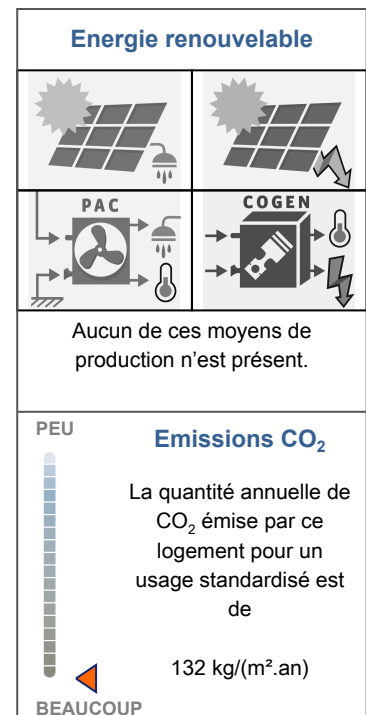 Energie renouvelable
PAC
COGEN
Aucun de ces moyens de
production n’est présent.
PEU
Emissions CO₂
La quantité annuelle de
CO₂ émise par ce
logement pour un
usage standardisé est
de
132 kg/(m².an)
BEAUCOUP